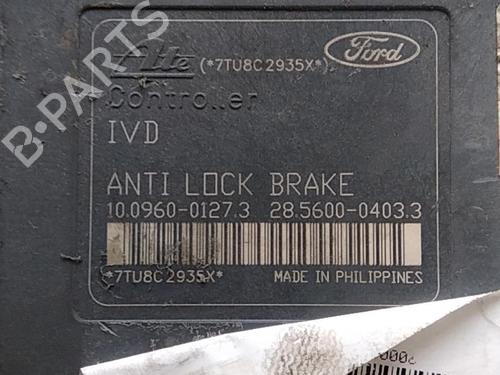 B-PARTS
Ate (*7TU8C2935X*) Ford
Controller
IVD
ANTI LOCK BRAKE
10.0960-0127.3 28.5600-0403.3
*7TU8C2935X* MADE IN PHILIPPINES